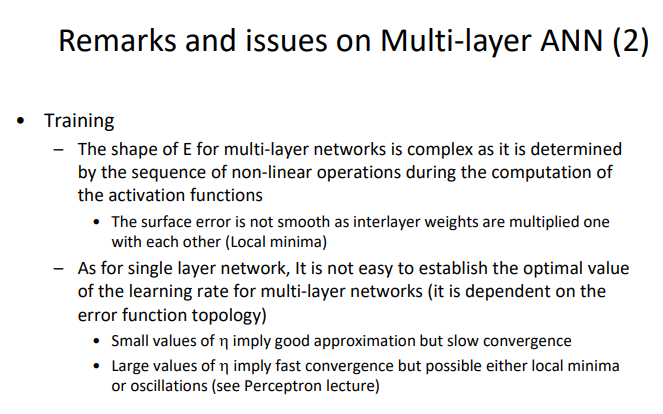 Remarks and issues on Multi-layer ANN (2)
• Training
– The shape of E for multi-layer networks is complex as it is determined
by the sequence of non-linear operations during the computation of
the activation functions
• The surface error is not smooth as interlayer weights are multiplied one
with each other (Local minima)
– As for single layer network, It is not easy to establish the optimal value
of the learning rate for multi-layer networks (it is dependent on the
error function topology)
• Small values of η imply good approximation but slow convergence
• Large values of η imply fast convergence but possible either local minima
or oscillations (see Perceptron lecture)